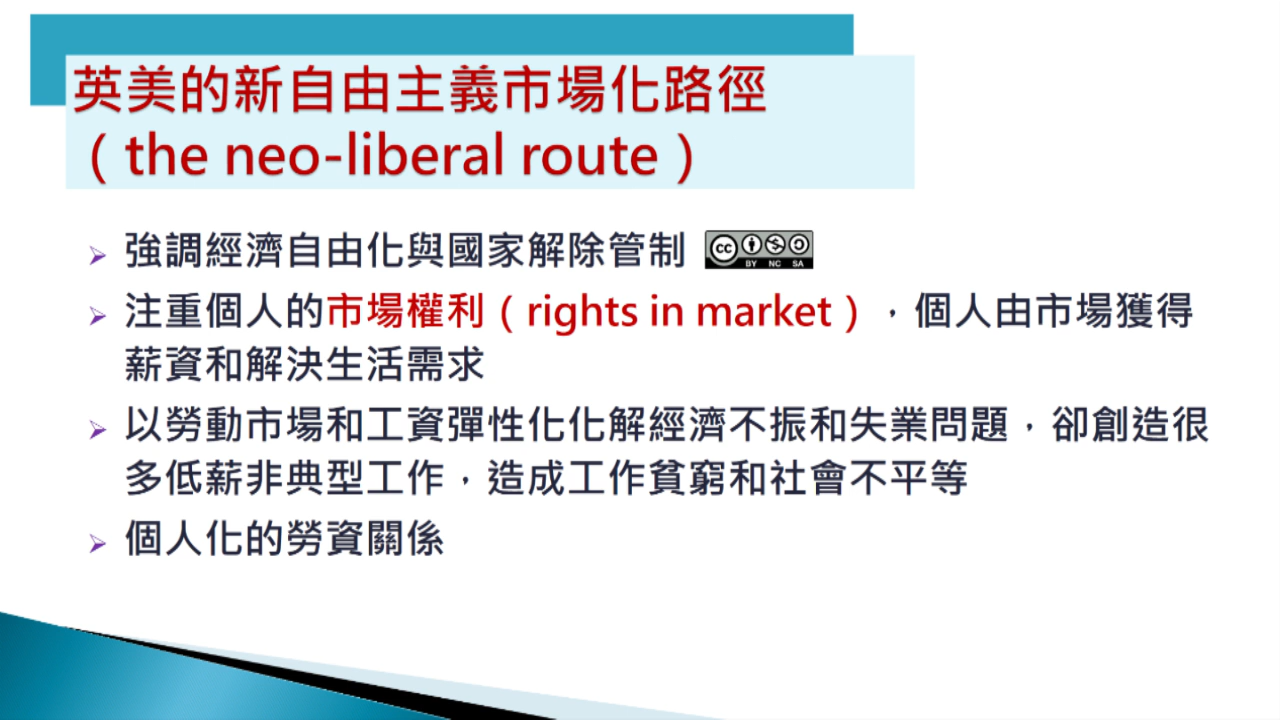 英美的新自由主義市場化路徑
（the neo-liberal route）
強調經濟自由化與國家解除管制
cc BY NC SA
注重個人的市場權利（rights in market），個人由市場獲得
薪資和解決生活需求
以勞動市場和工資彈性化化解經濟不振和失業問題，卻創造很
多低薪非典型工作，造成工作貧窮和社會不平等
個人化的勞資關係